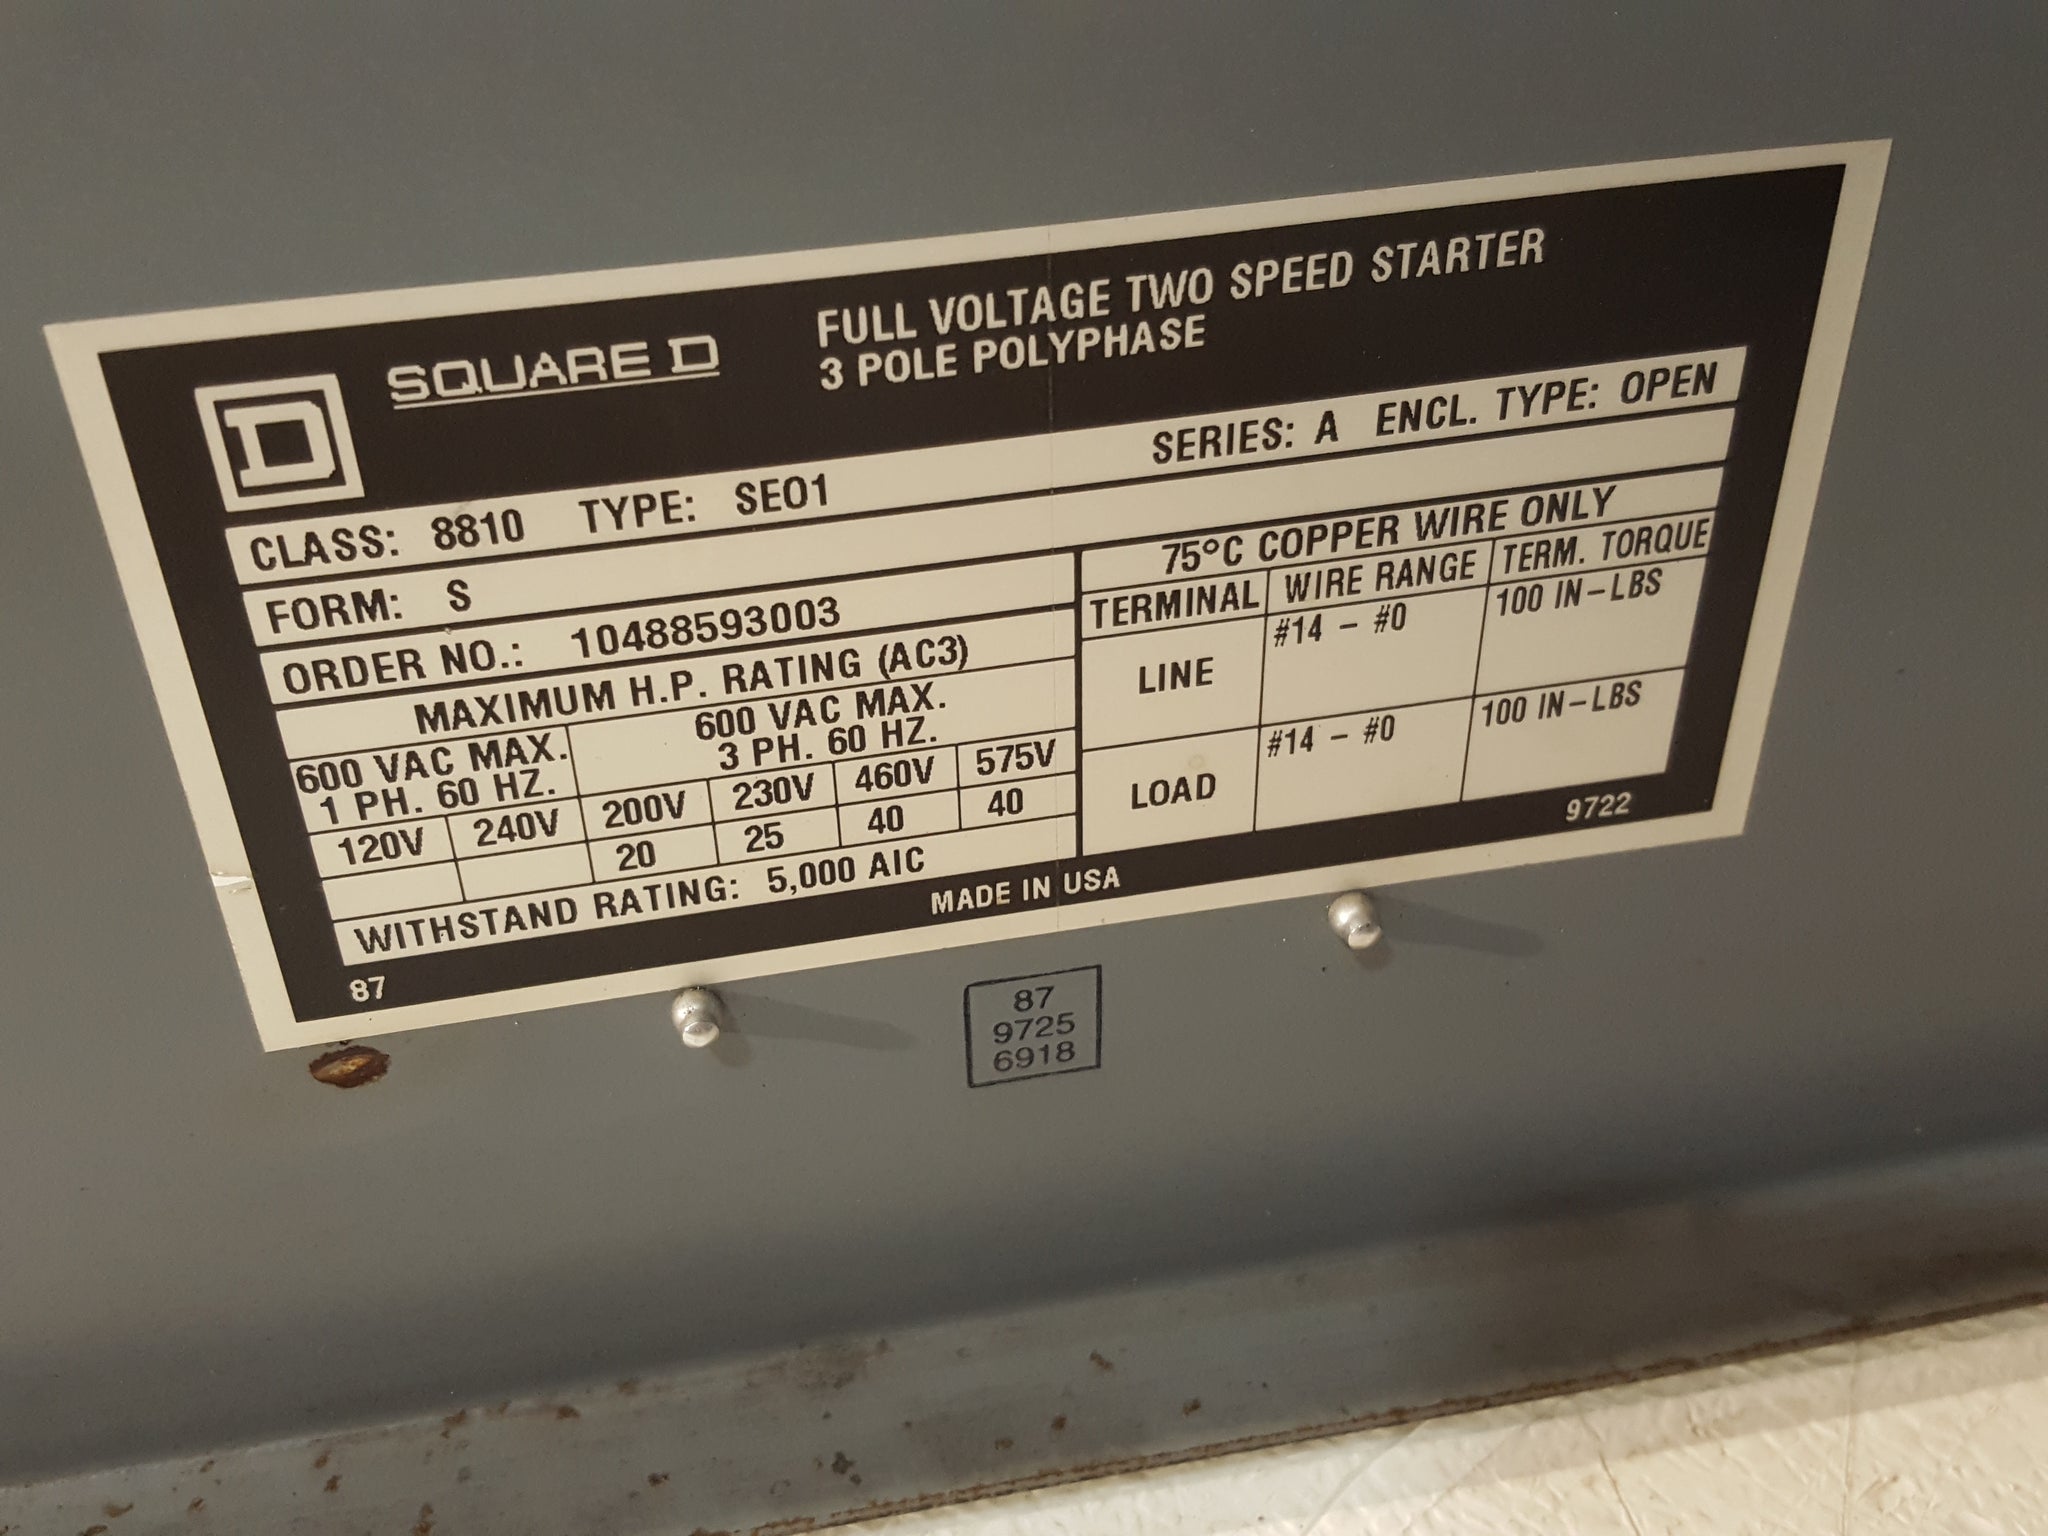 D SQUARE D
FULL VOLTAGE TWO SPEED STARTER
3 POLE POLYPHASE
CLASS: 8810 TYPE: SEO1 SERIES: A ENCL. TYPE: OPEN
FORM: S
ORDER NO.: 10488593003
MAXIMUM H.P. RATING (AC3)
600 VAC MAX.
1 PH. 60 HZ.
600 VAC MAX.
3 PH. 60 HZ.
120V 240V 200V 230V 460V 575V
20 25 40 40
WITHSTAND RATING: 5,000 AIC
75°C COPPER WIRE ONLY
TERMINAL WIRE RANGE TERM. TORQUE
LINE #14 - #0 100 IN-LBS
LOAD #14 - #0 100 IN-LBS
87 MADE IN USA 9722
87
9725
6918